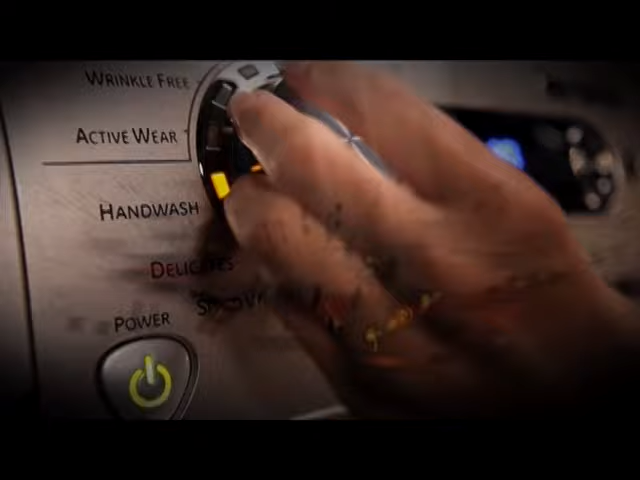 WRINKLE FREE
ACTIVE WEAR
HANDWASH
DELICATES
POWER